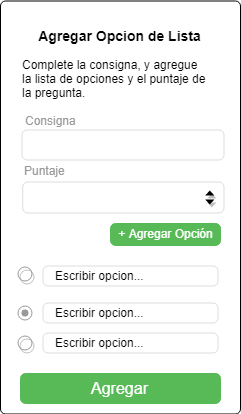 Agregar Opcion de Lista
Complete la consigna, y agregue
la lista de opciones y el puntaje de
la pregunta.
Consigna
Puntaje
+ Agregar Opción
Escribir opcion...
Escribir opcion...
Escribir opcion...
Agregar